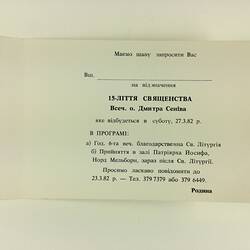 Маємо шану запросити Вас
Вш.
на відзначення
15-ЛІТТЯ СВЯЩЕНСТВА
Всеч. о. Дмитра Сеніва
яке відбудеться в суботу, 27.3.82 р.
В ПРОГРАМІ:
а) Год. 6-та веч. благодарственна Св. Літургія
б) Прийняття в залі Патріярха Иосифа,
Норд Мельборн, зараз після Св. Літургії.
Просимо ласкаво повідомити до
23.3.82 р. — Тел. 379 7379 або 379 6449.
Родина